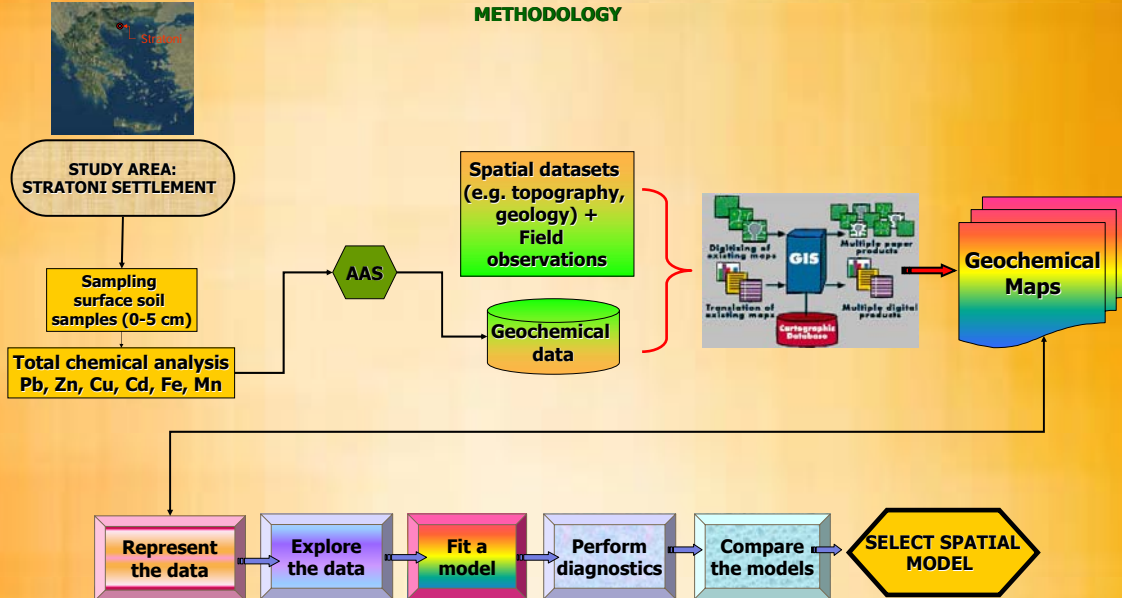 METHODOLOGY
Stratoni
STUDY AREA:
STRATONI SETTLEMENT
Sampling
surface soil
samples (0-5 cm)
Total chemical analysis
Pb, Zn, Cu, Cd, Fe, Mn
AAS
Spatial datasets
(e.g. topography,
geology) +
Field
observations
Geochemical
data
Digitizing of
existing maps
Translation of
existing maps
GIS
Cartographic
Database
Multiple paper
products
Multiple digital
products
Geochemical
Maps
Represent
the data
Explore
the data
Fit a
model
Perform
diagnostics
Compare
the models
SELECT SPATIAL
MODEL